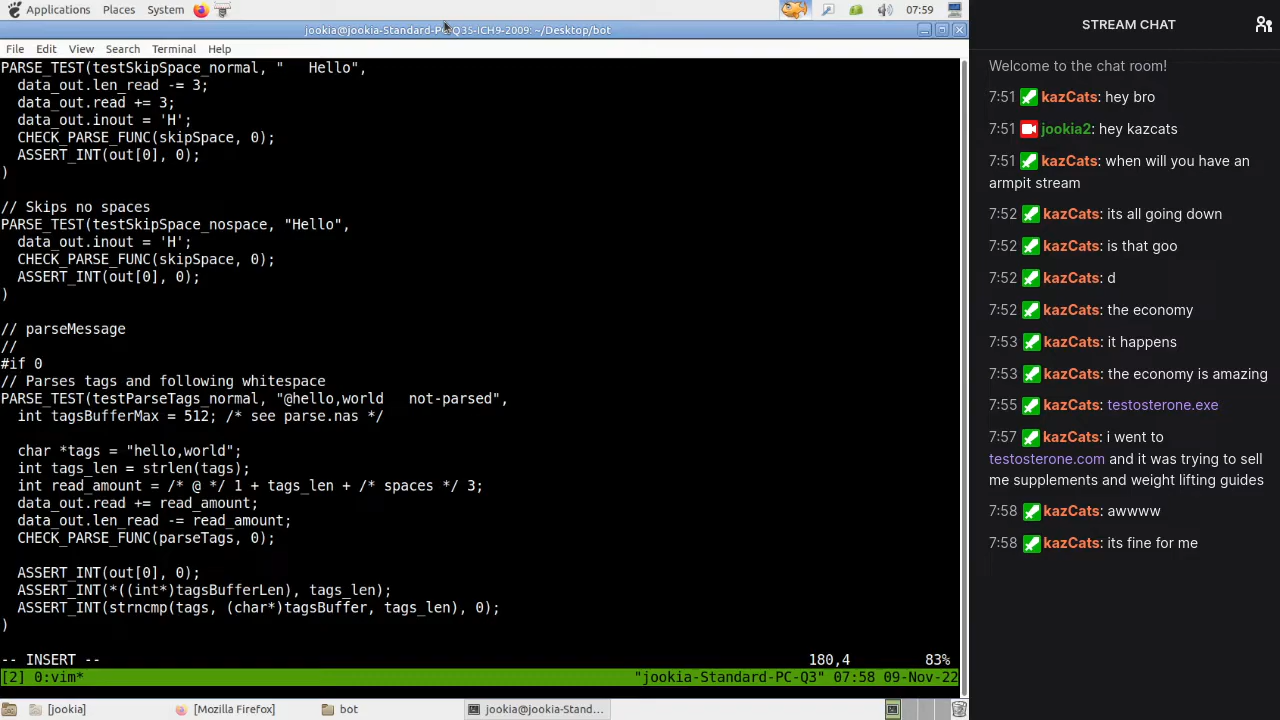 Applications Places System 07:59
jookia@jookia-Standard-PC-Q35-ICH9-2009: ~/Desktop/bot
File Edit View Search Terminal Help
PARSE_TEST(testSkipSpace_normal, "   Hello",
  data_out.len_read -= 3;
  data_out.read += 3;
  data_out.inout = 'H';
  CHECK_PARSE_FUNC(skipSpace, 0);
  ASSERT_INT(out[0], 0);
)
// Skips no spaces
PARSE_TEST(testSkipSpace_nospace, "Hello",
  data_out.inout = 'H';
  CHECK_PARSE_FUNC(skipSpace, 0);
  ASSERT_INT(out[0], 0);
)
// parseMessage
//
#if 0
// Parses tags and following whitespace
PARSE_TEST(testParseTags_normal, "@hello,world   not-parsed",
  int tagsBufferMax = 512; /* see parse.nas */
  char *tags = "hello,world";
  int tags_len = strlen(tags);
  int read_amount = /* @ */ 1 + tags_len + /* spaces */ 3;
  data_out.read += read_amount;
  data_out.len_read -= read_amount;
  CHECK_PARSE_FUNC(parseTags, 0);
  ASSERT_INT(out[0], 0);
  ASSERT_INT(*((int*)tagsBufferLen), tags_len);
  ASSERT_INT(strncmp(tags, (char*)tagsBuffer, tags_len), 0);
)
-- INSERT -- 180,4 83%
[2] 0:vim* "jookia-Standard-PC-Q3" 07:58 09-Nov-22
[jookia] [Mozilla FireFox] bot jookia@jookia-Stand...
STREAM CHAT
Welcome to the chat room!
7:51 kazCats: hey bro
7:51 jookia2: hey kazcats
7:51 kazCats: when will you have an
armpit stream
7:52 kazCats: its all going down
7:52 kazCats: is that goo
7:52 kazCats: d
7:52 kazCats: the economy
7:53 kazCats: it happens
7:53 kazCats: the economy is amazing
7:55 kazCats: testosterone.exe
7:57 kazCats: i went to
testosterone.com and it was trying to sell
me supplements and weight lifting guides
7:58 kazCats: awwww
7:58 kazCats: its fine for me